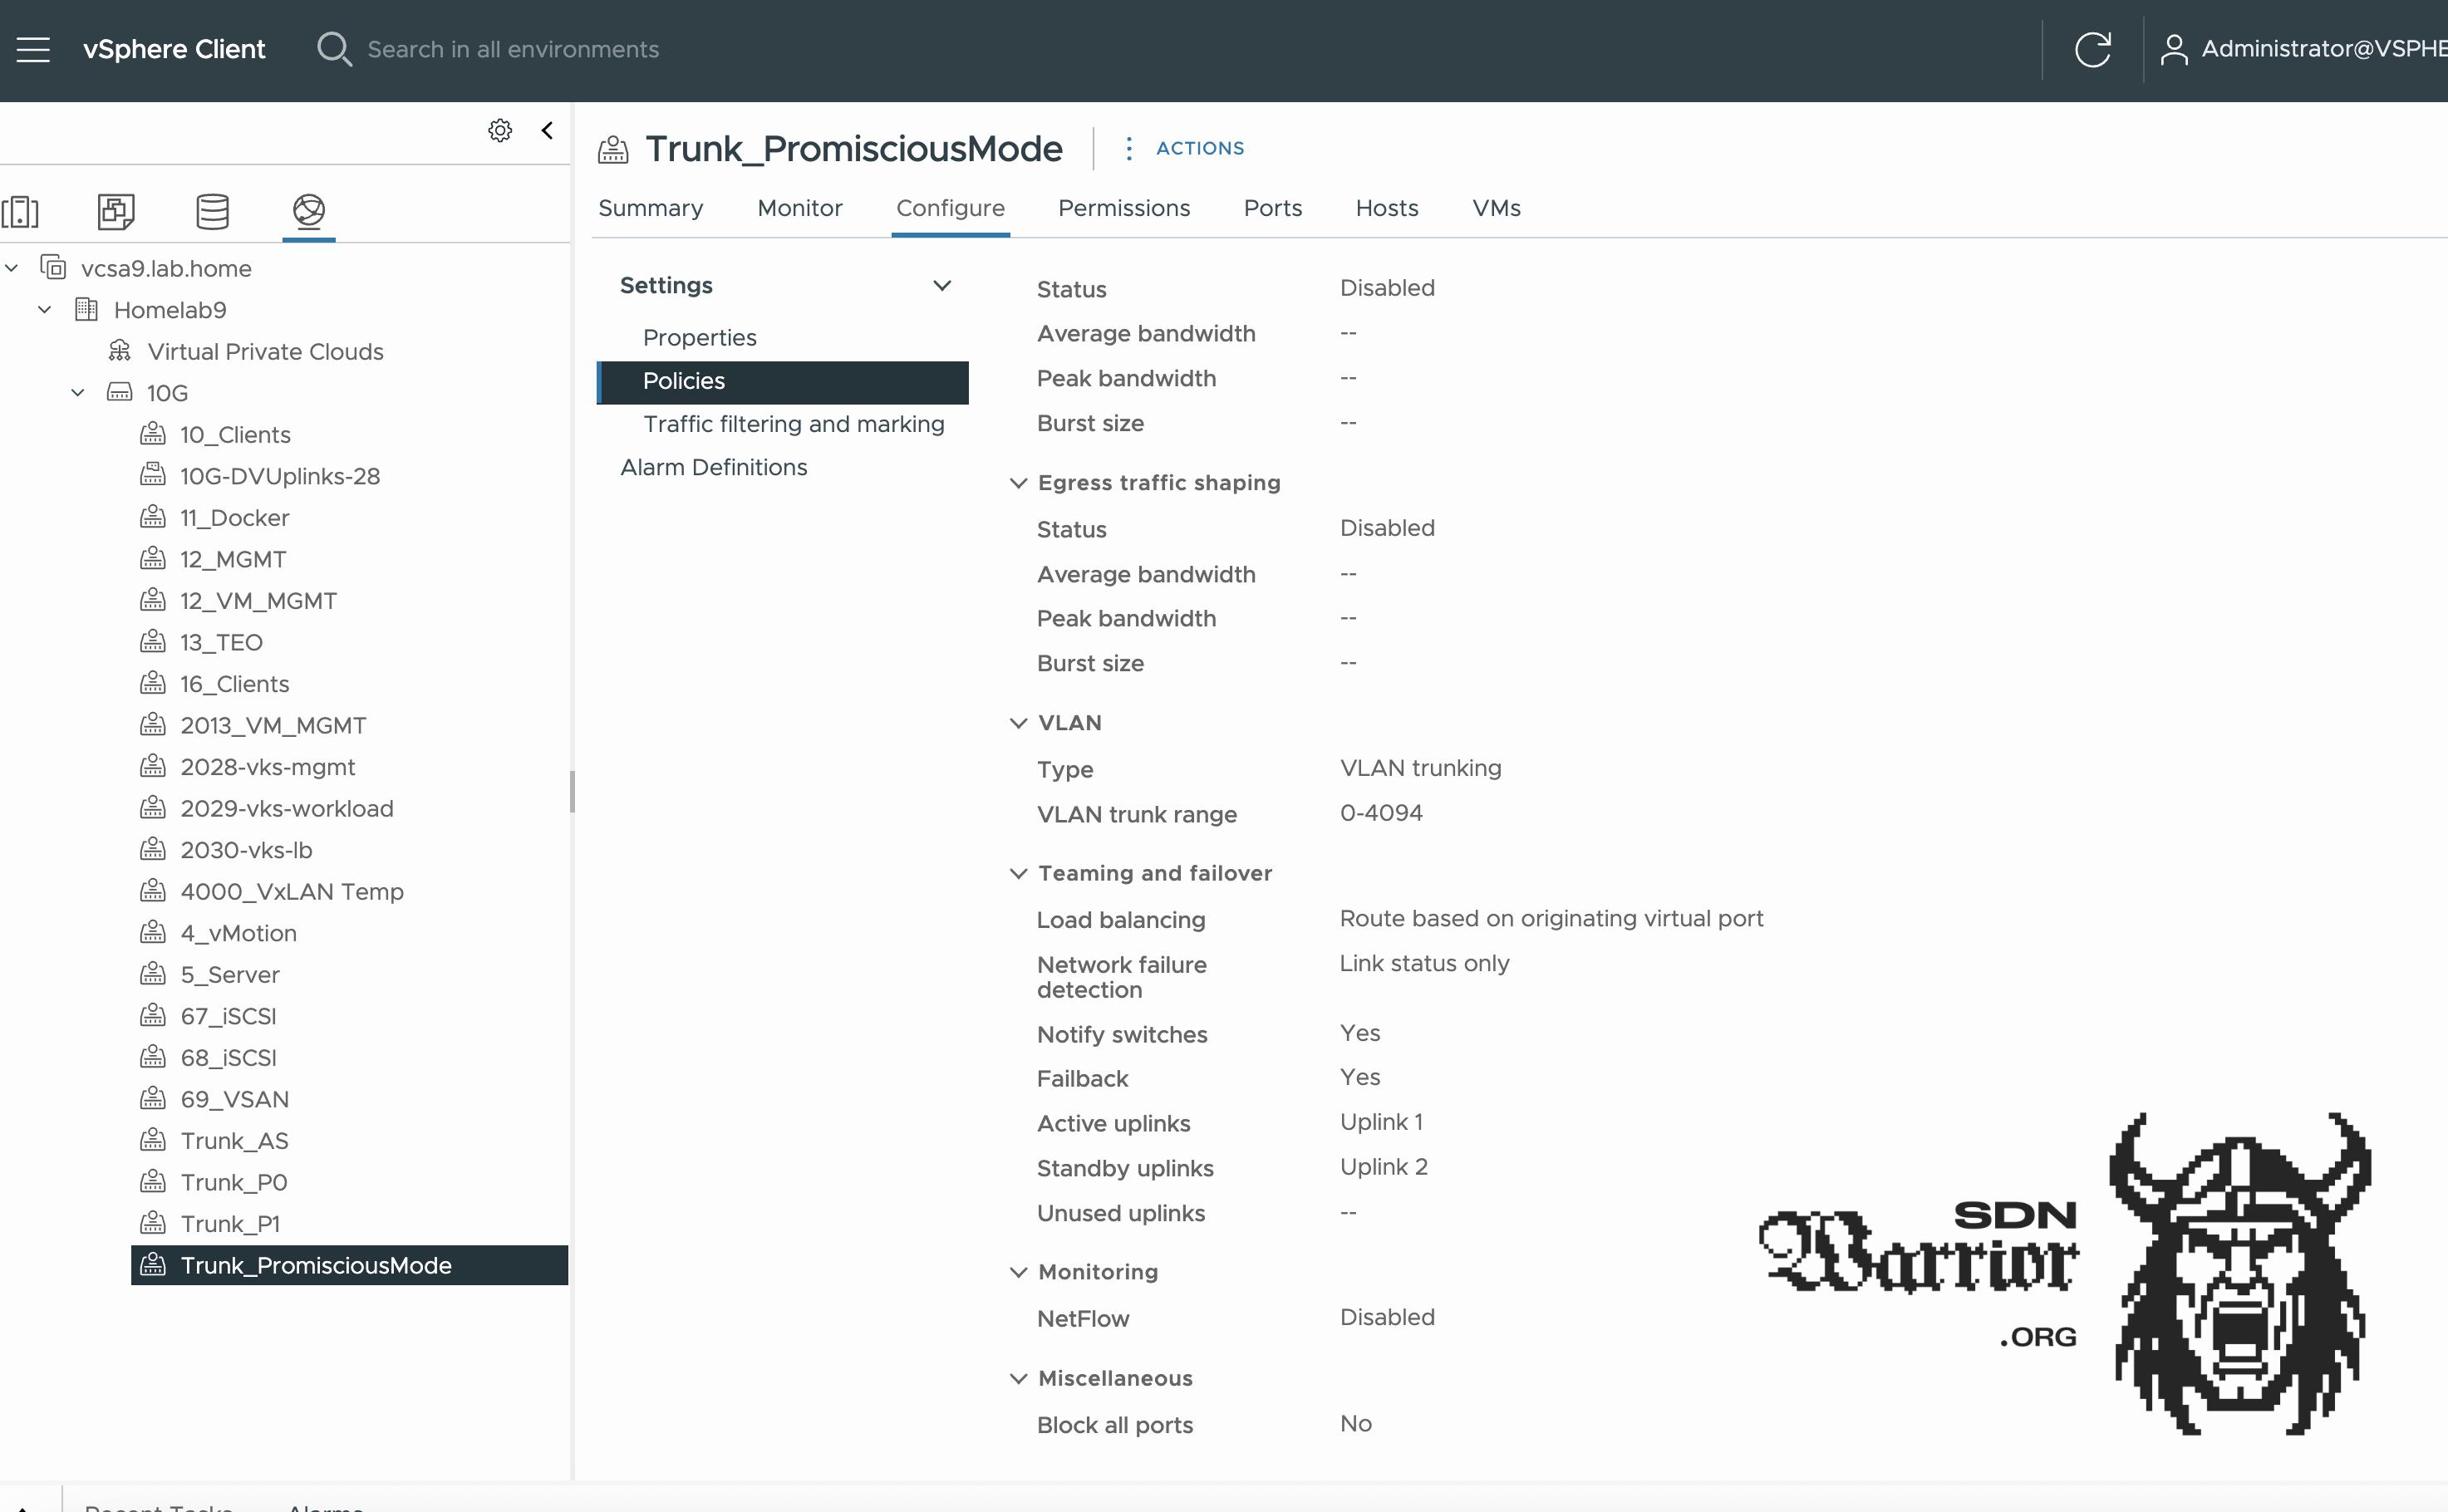 vSphere Client
Search in all environments
Administrator@VSPHE
Trunk_PromisciousMode
ACTIONS
Summary Monitor Configure Permissions Ports Hosts VMs
vcsa9.lab.home
Homelab9
Virtual Private Clouds
10G
10_Clients
10G-DVUplinks-28
11_Docker
12_MGMT
12_VM_MGMT
13_TEO
16_Clients
2013_VM_MGMT
2028-vks-mgmt
2029-vks-workload
2030-vks-lb
4000_VxLAN Temp
4_vMotion
5_Server
67_iSCSI
68_iSCSI
69_VSAN
Trunk_AS
Trunk_P0
Trunk_P1
Trunk_PromisciousMode
Settings
Properties
Policies
Traffic filtering and marking
Alarm Definitions
Status Disabled
Average bandwidth --
Peak bandwidth --
Burst size --
Egress traffic shaping
Status Disabled
Average bandwidth --
Peak bandwidth --
Burst size --
VLAN
Type VLAN trunking
VLAN trunk range 0-4094
Teaming and failover
Load balancing Route based on originating virtual port
Network failure Link status only
detection
Notify switches Yes
Failback Yes
Active uplinks Uplink 1
Standby uplinks Uplink 2
Unused uplinks --
Monitoring
NetFlow Disabled
Miscellaneous
Block all ports No
SDN
Warrior
.ORG
Recent Tasks Alarms